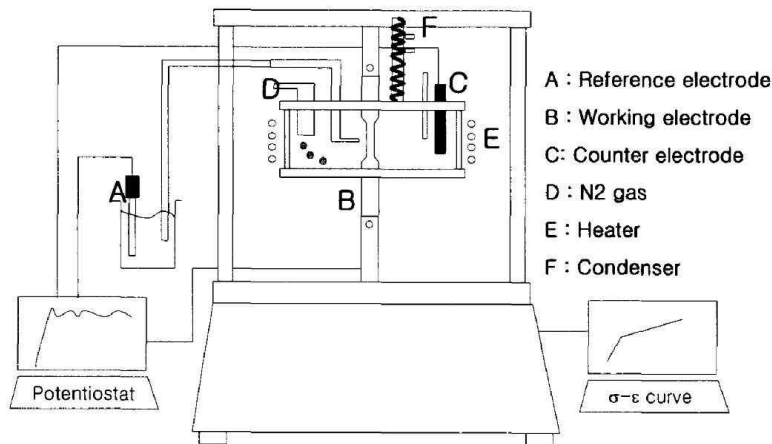 F
C
D
E
A
B
A : Reference electrode
B : Working electrode
C: Counter electrode
D : N2 gas
E : Heater
F : Condenser
Potentiostat
σ-ε curve